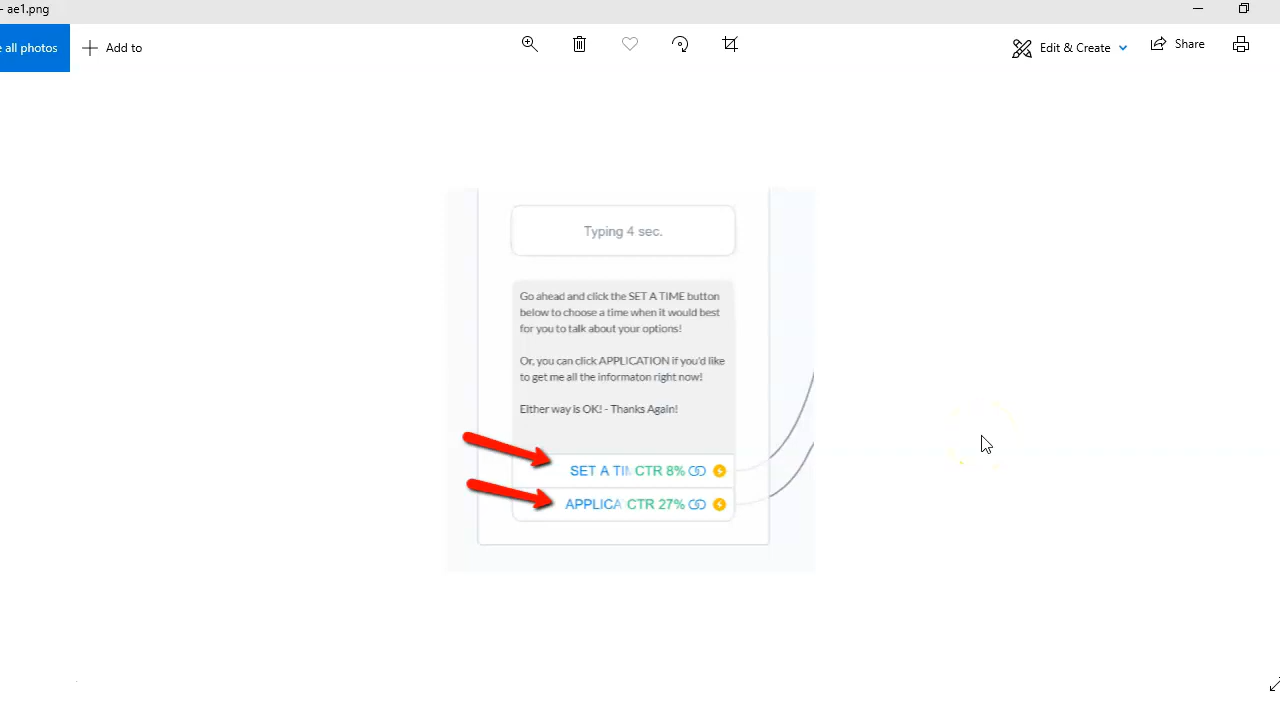 - ae1.png
e all photos
Add to
Edit & Create
Share
Typing 4 sec.
Go ahead and click the SET A TIME button
below to choose a time when it would best
for you to talk about your options!
Or, you can click APPLICATION if you'd like
to get me all the informaton right now!
Either way is OK! - Thanks Again!
SET A TIM CTR 8%
APPLICA CTR 27%